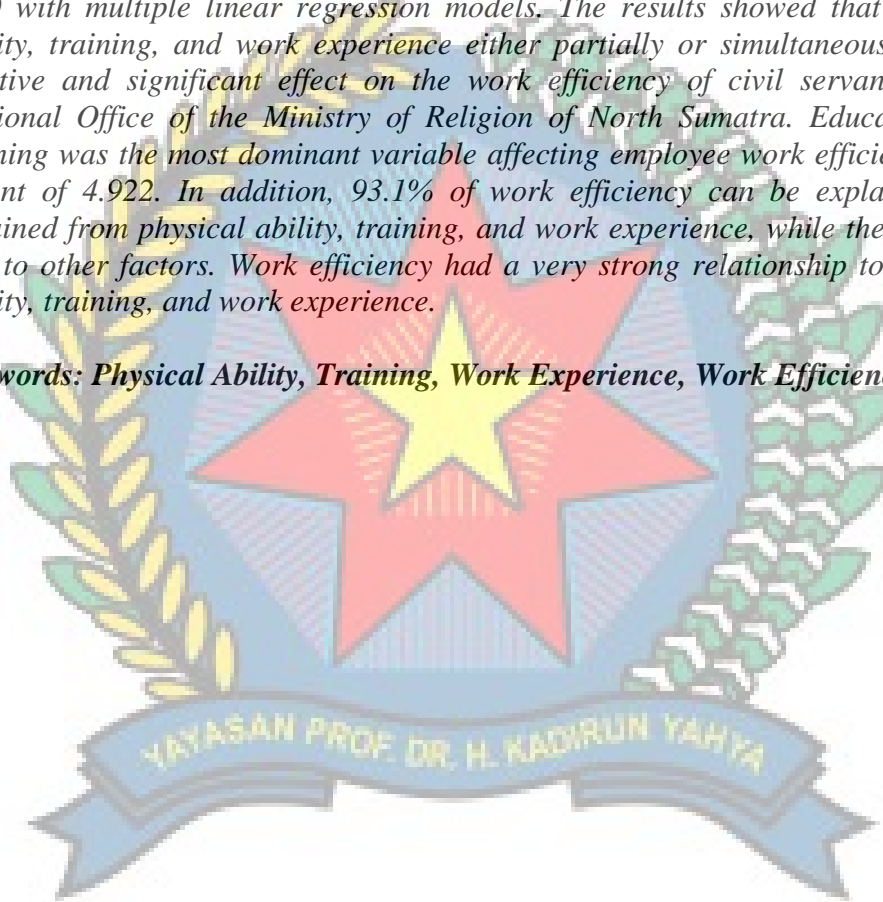 with multiple linear regression models. The results showed that
ity, training, and work experience either partially or simultaneous
tive and significant effect on the work efficiency of civil servan
ional Office of the Ministry of Religion of North Sumatra. Educa
ning was the most dominant variable affecting employee work efficie
nt of 4.922. In addition, 93.1% of work efficiency can be expla
ined from physical ability, training, and work experience, while the
to other factors. Work efficiency had a very strong relationship to
ity, training, and work experience.
words: Physical Ability, Training, Work Experience, Work Efficien
YAYASAN PROF. DR. H. KADIRUN YAHYA